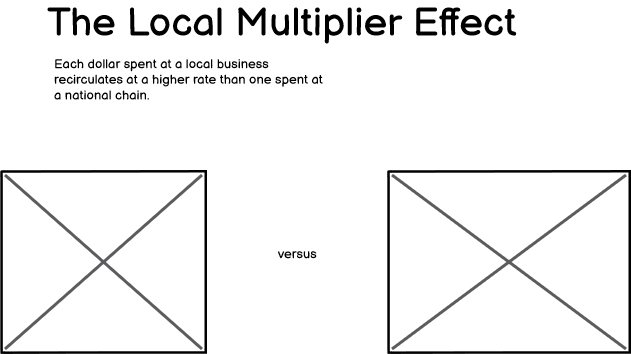 The Local Multiplier Effect
Each dollar spent at a local business
recirculates at a higher rate than one spent at
a national chain.
versus